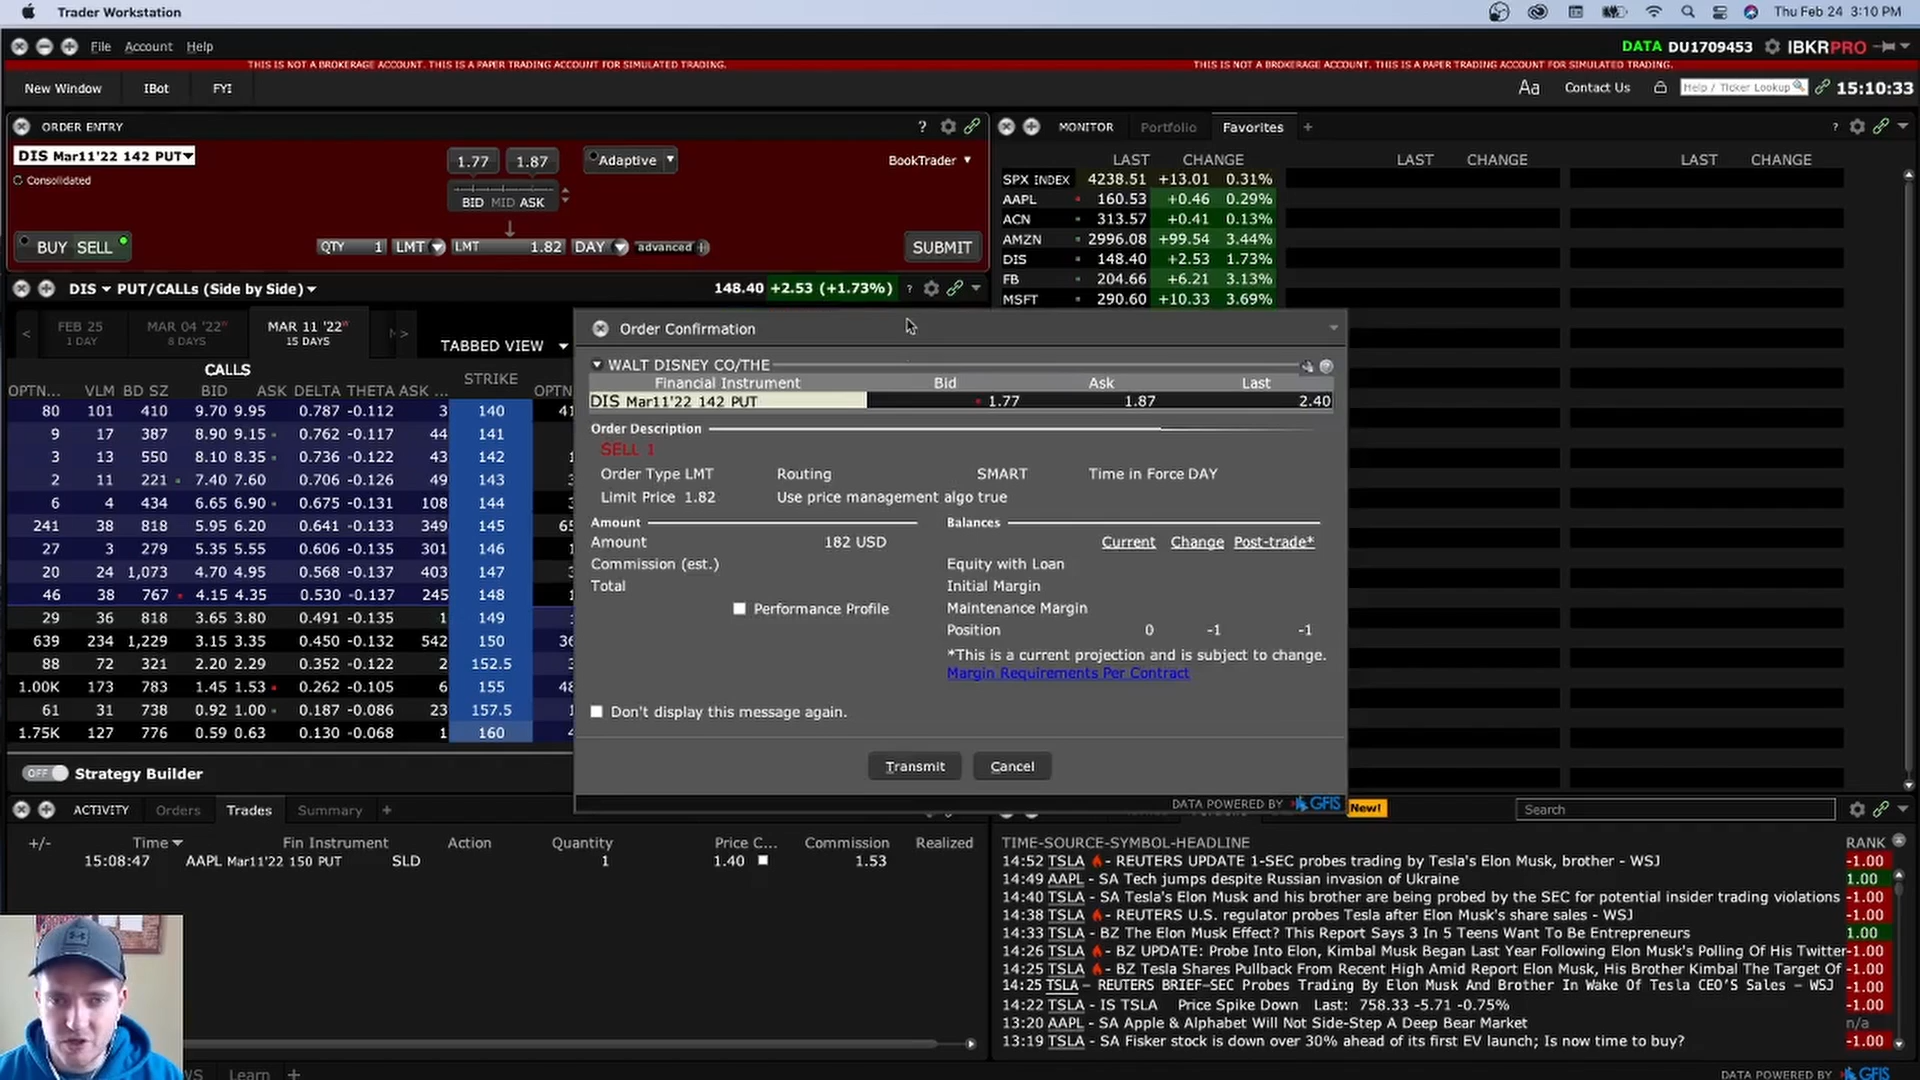 Trader Workstation
Thu Feb 24 3:10 PM
File Account Help
DATA DU1709453 IBKRPRO
THIS IS NOT A BROKERAGE ACCOUNT. THIS IS A PAPER TRADING ACCOUNT FOR SIMULATED TRADING.
THIS IS NOT A BROKERAGE ACCOUNT. THIS IS A PAPER TRADING ACCOUNT FOR SIMULATED TRADING.
New Window IBot FYI
Aa Contact Us Help / Ticker Lookup 15:10:33
ORDER ENTRY ?
DIS Mar11'22 142 PUT
Consolidated
1.77 1.87 Adaptive BookTrader
BID MID ASK
BUY SELL QTY 1 LMT LMT 1.82 DAY advanced SUBMIT
MONITOR Portfolio Favorites + ?
LAST CHANGE LAST CHANGE LAST CHANGE
SPX INDEX 4238.51 +13.01 0.31%
AAPL 160.53 +0.46 0.29%
ACN 313.57 +0.41 0.13%
AMZN 2996.08 +99.54 3.44%
DIS 148.40 +2.53 1.73%
FB 204.66 +6.21 3.13%
MSFT 290.60 +10.33 3.69%
DIS PUT/CALLs (Side by Side) 148.40 +2.53 (+1.73%) ?
< FEB 25 MAR 04 '22 MAR 11 '22 >
1 DAY 8 DAYS 15 DAYS
TABBED VIEW
CALLS
OPTN... VLM BD SZ BID ASK DELTA THETA ASK ... STRIKE OPTN
80 101 410 9.70 9.95 0.787 -0.112 3 140 41
9 17 387 8.90 9.15 0.762 -0.117 44 141
3 13 550 8.10 8.35 0.736 -0.122 43 142 1
2 11 221 7.40 7.60 0.706 -0.126 49 143
6 4 434 6.65 6.90 0.675 -0.131 108 144 1
241 38 818 5.95 6.20 0.641 -0.133 349 145 65
27 3 279 5.35 5.55 0.606 -0.135 301 146 1
20 24 1,073 4.70 4.95 0.568 -0.137 403 147
46 38 767 4.15 4.35 0.530 -0.137 245 148 1
29 36 818 3.65 3.80 0.491 -0.135 1 149
639 234 1,229 3.15 3.35 0.450 -0.132 542 150 36
88 72 321 2.20 2.29 0.352 -0.122 2 152.5
1.00K 173 783 1.45 1.53 0.262 -0.105 6 155 48
61 31 738 0.92 1.00 0.187 -0.086 23 157.5
1.75K 127 776 0.59 0.63 0.130 -0.068 1 160
OFF Strategy Builder
Order Confirmation
WALT DISNEY CO/THE
Financial Instrument Bid Ask Last
DIS Mar11'22 142 PUT 1.77 1.87 2.40
Order Description
SELL 1
Order Type LMT Routing SMART Time in Force DAY
Limit Price 1.82 Use price management algo true
Amount Balances
Amount 182 USD Current Change Post-trade*
Commission (est.) Equity with Loan
Total Initial Margin
Performance Profile Maintenance Margin
Position 0 -1 -1
*This is a current projection and is subject to change.
Margin Requirements Per Contract
Don't display this message again.
Transmit Cancel
DATA POWERED BY GFIS
New! Search
ACTIVITY Orders Trades Summary +
+/- Time Fin Instrument Action Quantity Price C... Commission Realized
15:08:47 AAPL Mar11'22 150 PUT SLD 1 1.40 1.53
TIME-SOURCE-SYMBOL-HEADLINE RANK
14:52 TSLA - REUTERS UPDATE 1-SEC probes trading by Tesla's Elon Musk, brother - WSJ -1.00
14:49 AAPL - SA Tech jumps despite Russian invasion of Ukraine 1.00
14:40 TSLA - SA Tesla's Elon Musk and his brother are being probed by the SEC for potential insider trading violations -1.00
14:38 TSLA - REUTERS U.S. regulator probes Tesla after Elon Musk's share sales - WSJ -1.00
14:33 TSLA - BZ The Elon Musk Effect? This Report Says 3 In 5 Teens Want To Be Entrepreneurs 1.00
14:26 TSLA - BZ UPDATE: Probe Into Elon, Kimbal Musk Began Last Year Following Elon Musk's Polling Of His Twitter -1.00
14:25 TSLA - BZ Tesla Shares Pullback From Recent High Amid Report Elon Musk, His Brother Kimbal The Target Of -1.00
14:25 TSLA - REUTERS BRIEF-SEC Probes Trading By Elon Musk And Brother In Wake Of Tesla CEO'S Sales - WSJ -1.00
14:22 TSLA - IS TSLA Price Spike Down Last: 758.33 -5.71 -0.75% -1.00
13:20 AAPL - SA Apple & Alphabet Will Not Side-Step A Deep Bear Market n/a
13:19 TSLA - SA Fisker stock is down over 30% ahead of its first EV launch; Is now time to buy? -1.00
WS Learn +
DATA POWERED BY GFIS